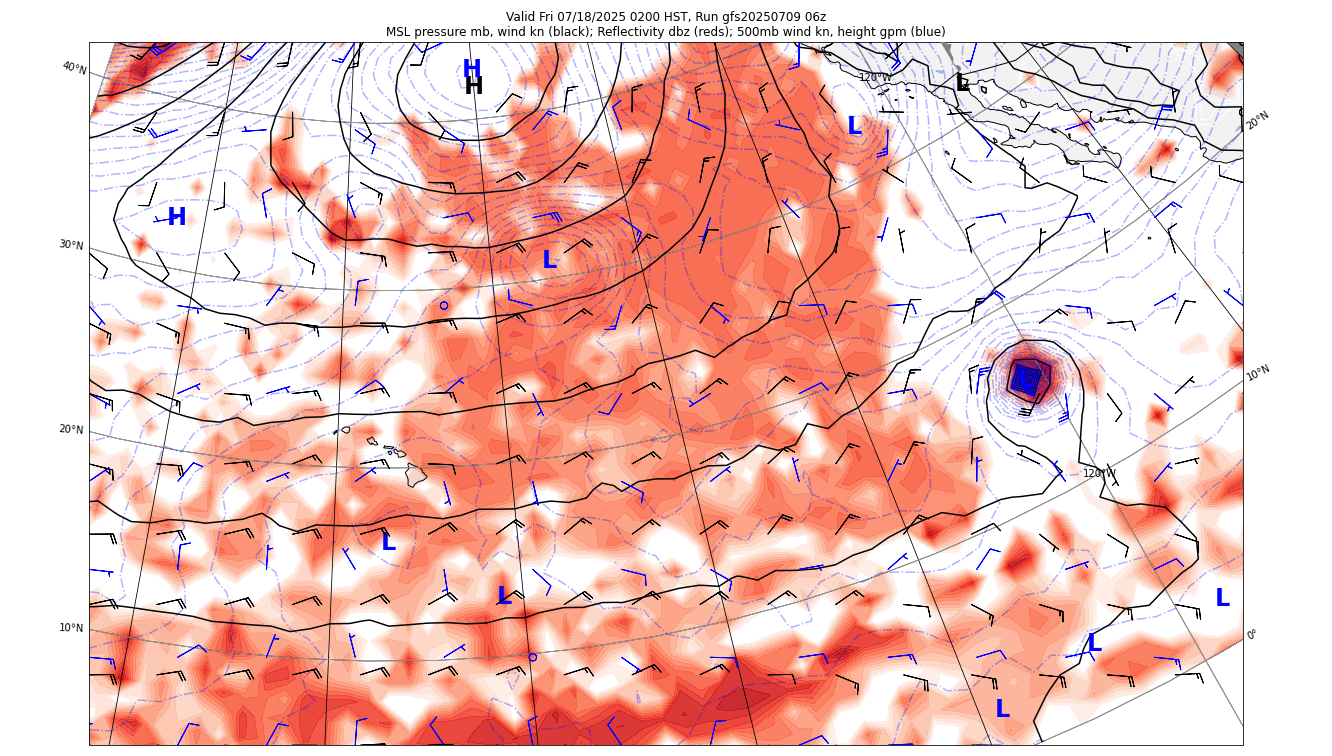 Valid Fri 07/18/2025 0200 HST, Run gfs20250709 06z
MSL pressure mb, wind kn (black); Reflectivity dbz (reds); 500mb wind kn, height gpm (blue)
40°N
H
H
120°W
L
L
20°N
H
30°N
L
10°N
20°N
120°W
L
L
L
10°N
0°
L
L